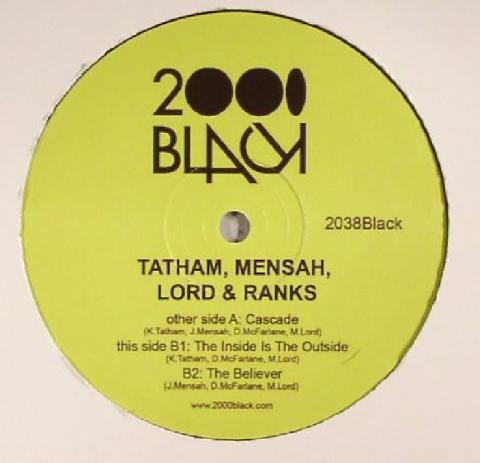 2000
BLACK
2038Black
TATHAM, MENSAH,
LORD & RANKS
other side A: Cascade
(K.Tatham, J.Mensah, D.McFarlane, M.Lord)
this side B1: The Inside Is The Outside
(K.Tatham, D.McFarlane, M.Lord)
B2: The Believer
(J.Mensah, D.McFarlane, M.Lord)
www.2000black.com